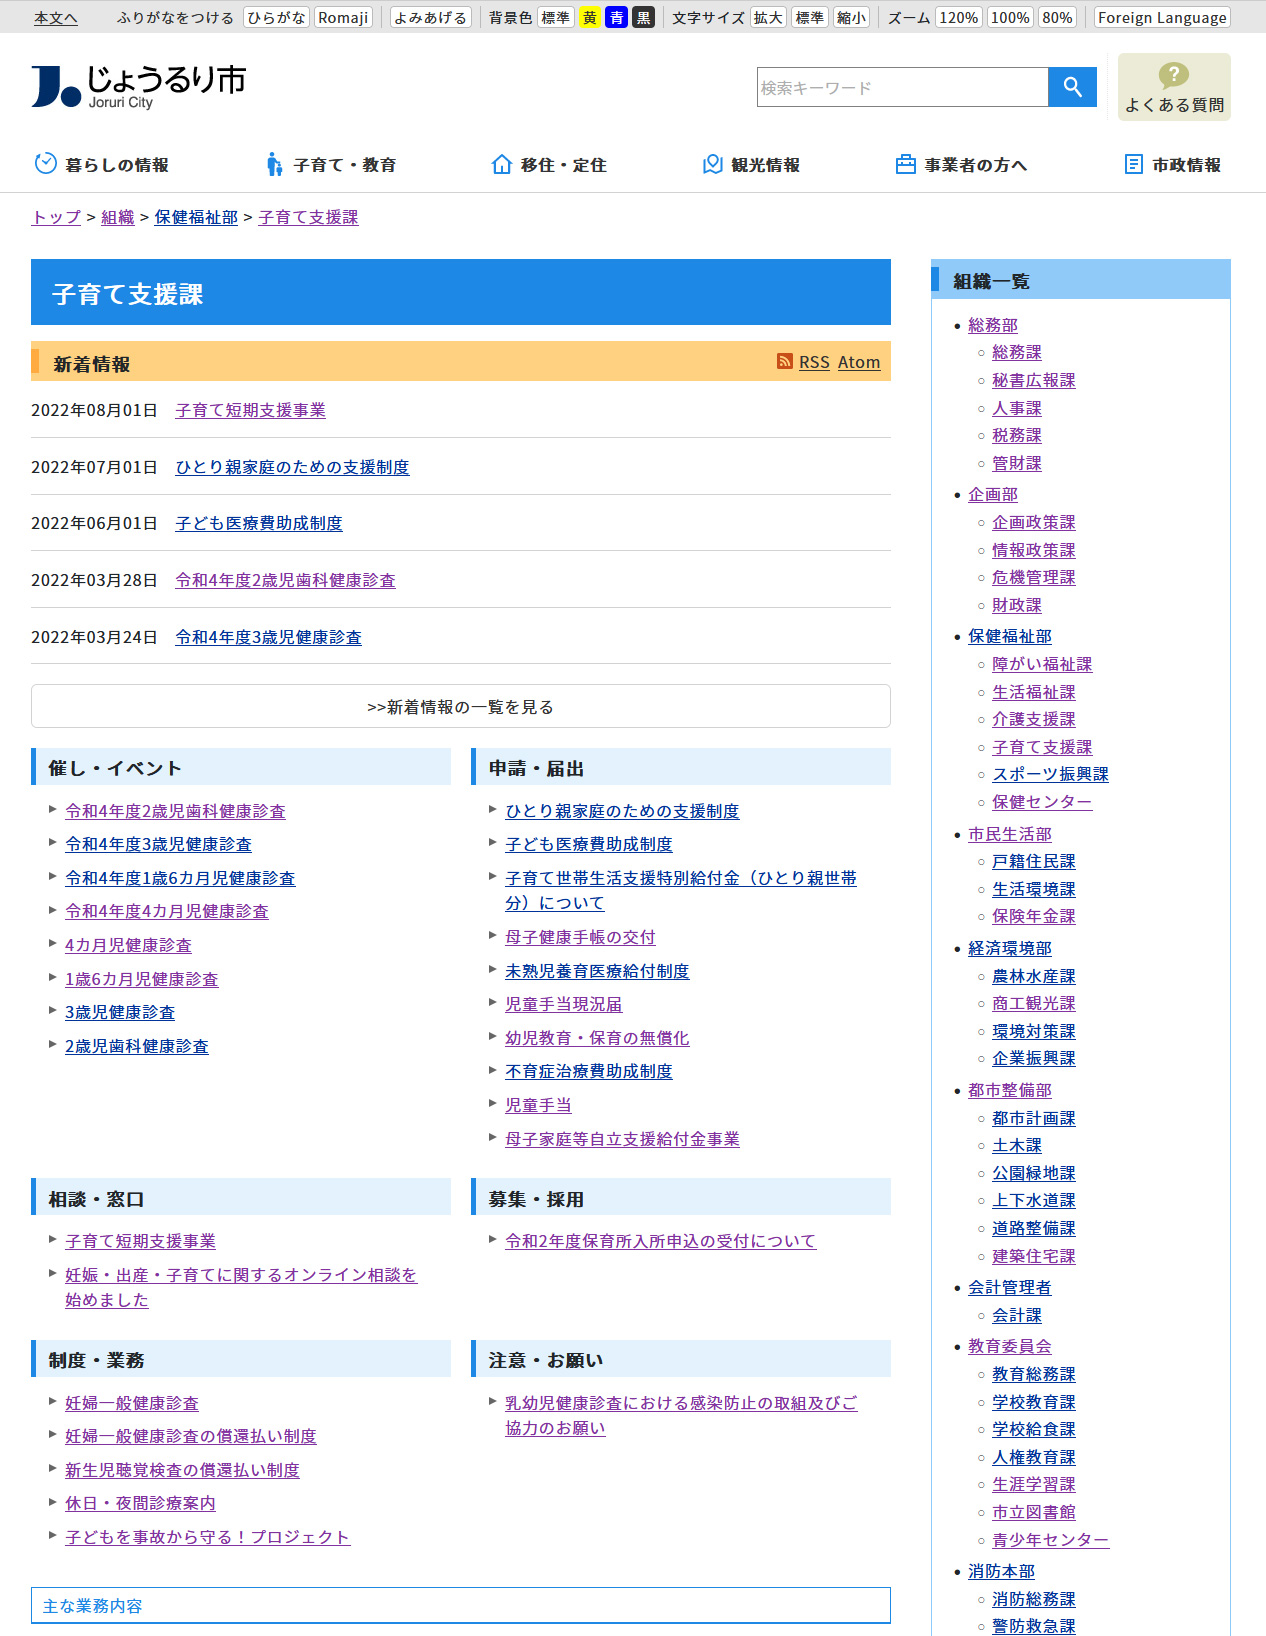 本文へ ふりがなをつける ひらがな Romaji よみあげる 背景色 標準 黄 青 黒 文字サイズ 拡大 標準 縮小 ズーム 120% 100% 80% Foreign Language
じょうるり市
Joruri City
検索キーワード
?
よくある質問
暮らしの情報 子育て・教育 移住・定住 観光情報 事業者の方へ 市政情報
トップ > 組織 > 保健福祉部 > 子育て支援課
子育て支援課
新着情報 RSS Atom
2022年08月01日 子育て短期支援事業
2022年07月01日 ひとり親家庭のための支援制度
2022年06月01日 子ども医療費助成制度
2022年03月28日 令和4年度2歳児歯科健康診査
2022年03月24日 令和4年度3歳児健康診査
>>新着情報の一覧を見る
催し・イベント
令和4年度2歳児歯科健康診査
令和4年度3歳児健康診査
令和4年度1歳6カ月児健康診査
令和4年度4カ月児健康診査
4カ月児健康診査
1歳6カ月児健康診査
3歳児健康診査
2歳児歯科健康診査
申請・届出
ひとり親家庭のための支援制度
子ども医療費助成制度
子育て世帯生活支援特別給付金（ひとり親世帯
分）について
母子健康手帳の交付
未熟児養育医療給付制度
児童手当現況届
幼児教育・保育の無償化
不育症治療費助成制度
児童手当
母子家庭等自立支援給付金事業
相談・窓口
子育て短期支援事業
妊娠・出産・子育てに関するオンライン相談を
始めました
募集・採用
令和2年度保育所入所申込の受付について
制度・業務
妊婦一般健康診査
妊婦一般健康診査の償還払い制度
新生児聴覚検査の償還払い制度
休日・夜間診療案内
子どもを事故から守る！プロジェクト
注意・お願い
乳幼児健康診査における感染防止の取組及びご
協力のお願い
主な業務内容
組織一覧
総務部
総務課
秘書広報課
人事課
税務課
管財課
企画部
企画政策課
情報政策課
危機管理課
財政課
保健福祉部
障がい福祉課
生活福祉課
介護支援課
子育て支援課
スポーツ振興課
保健センター
市民生活部
戸籍住民課
生活環境課
保険年金課
経済環境部
農林水産課
商工観光課
環境対策課
企業振興課
都市整備部
都市計画課
土木課
公園緑地課
上下水道課
道路整備課
建築住宅課
会計管理者
会計課
教育委員会
教育総務課
学校教育課
学校給食課
人権教育課
生涯学習課
市立図書館
青少年センター
消防本部
消防総務課
警防救急課